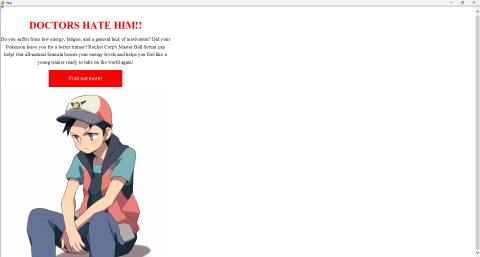 DOCTORS HATE HIM!!
Do you suffer from low energy, fatigue, and a general lack of motivation? Did your
Pokemon leave you for a better trainer? Rocket Corp's Master Ball Serum can
help! Our all-natural formula boosts your energy levels and helps you feel like a
young trainer ready to take on the world again!
Find out more!